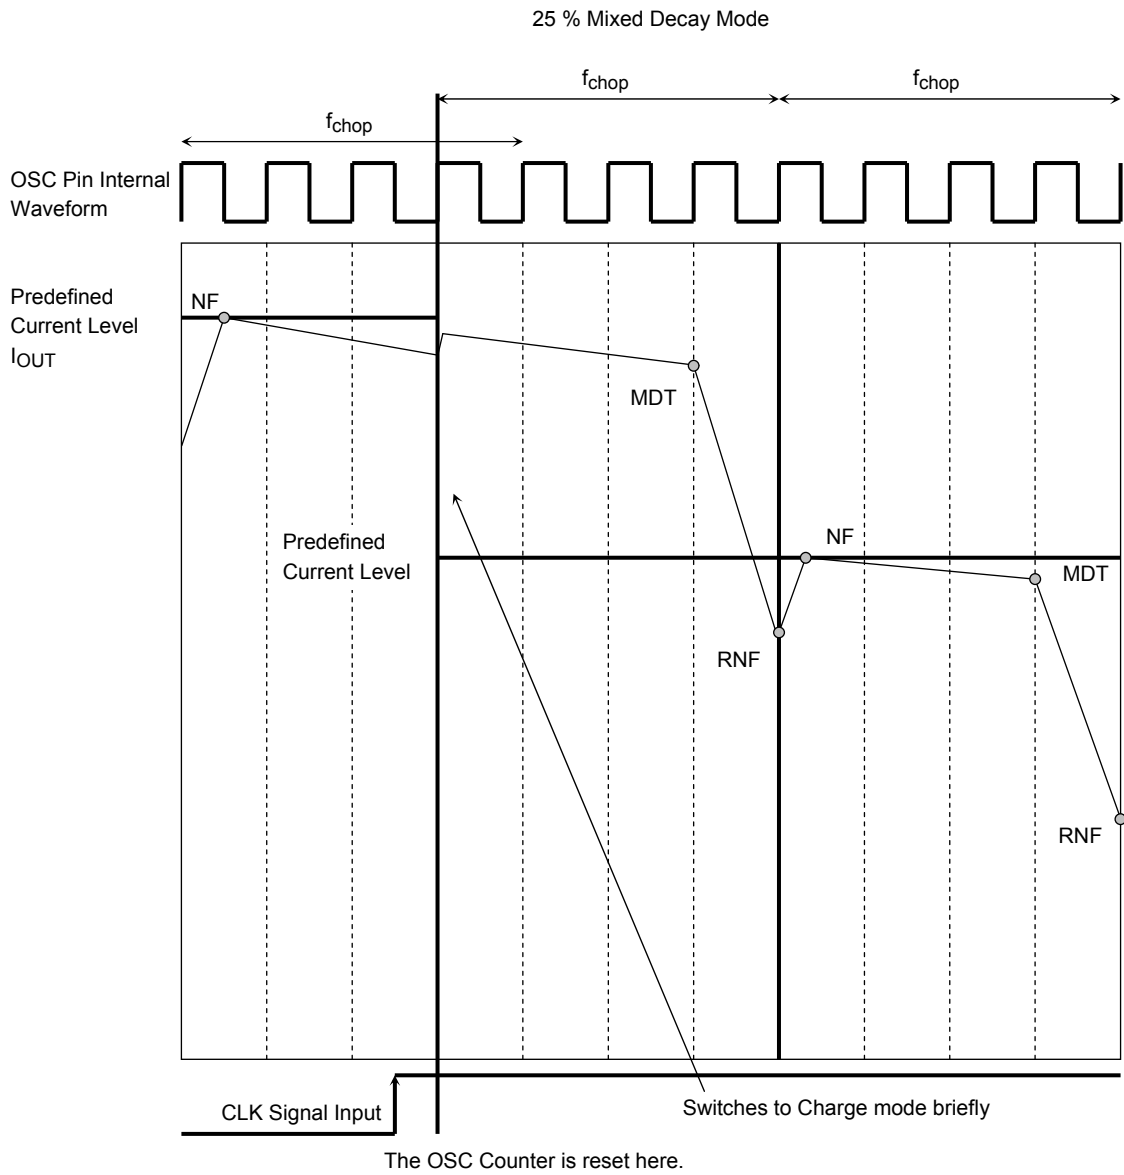 25 % Mixed Decay Mode
fchop
fchop
fchop
OSC Pin Internal
Waveform
Predefined
Current Level
IOUT
NF
MDT
Predefined
Current Level
NF
MDT
RNF
RNF
CLK Signal Input
Switches to Charge mode briefly
The OSC Counter is reset here.